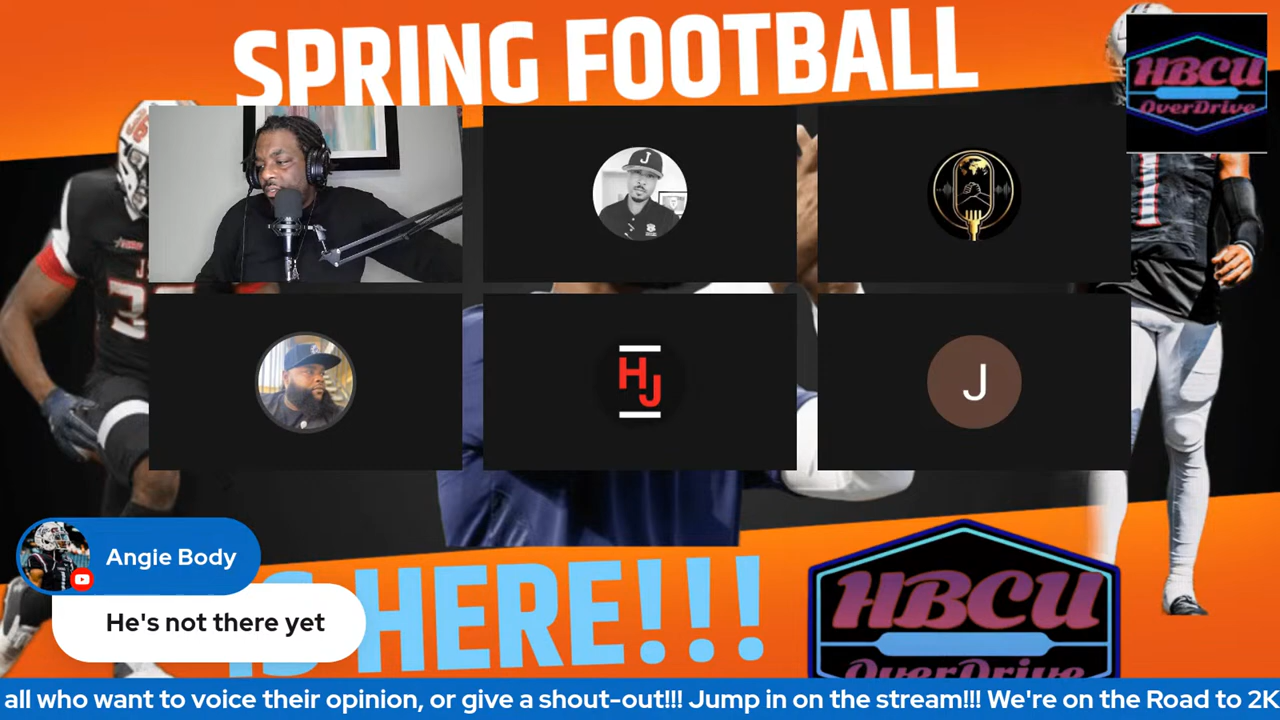 SPRING FOOTBALL
HBCU
OverDrive
J
HJ
J
Angie Body
He's not there yet
IS HERE!!!
HBCU
OverDrive
all who want to voice their opinion, or give a shout-out!!! Jump in on the stream!!! We're on the Road to 2K